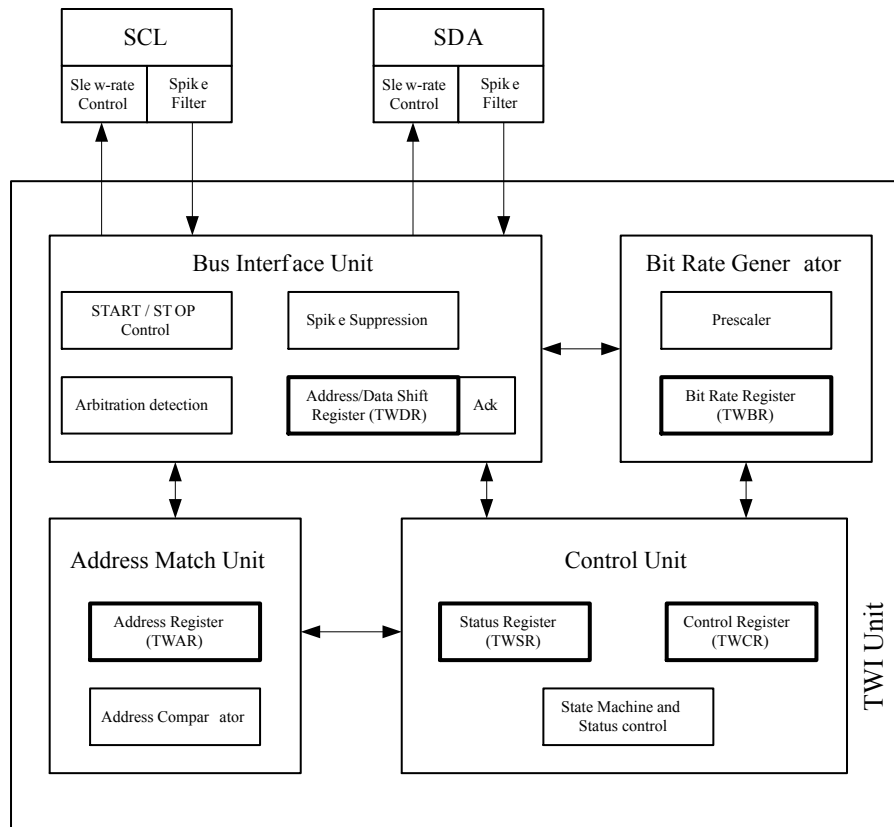 SCL
Slew-rate
Control
Spike
Filter
SDA
Slew-rate
Control
Spike
Filter
Bus Interface Unit
START / STOP
Control
Spike Suppression
Arbitration detection
Address/Data Shift
Register (TWDR)
Ack
Bit Rate Generator
Prescaler
Bit Rate Register
(TWBR)
Address Match Unit
Address Register
(TWAR)
Address Comparator
Control Unit
Status Register
(TWSR)
Control Register
(TWCR)
State Machine and
Status control
TWI Unit